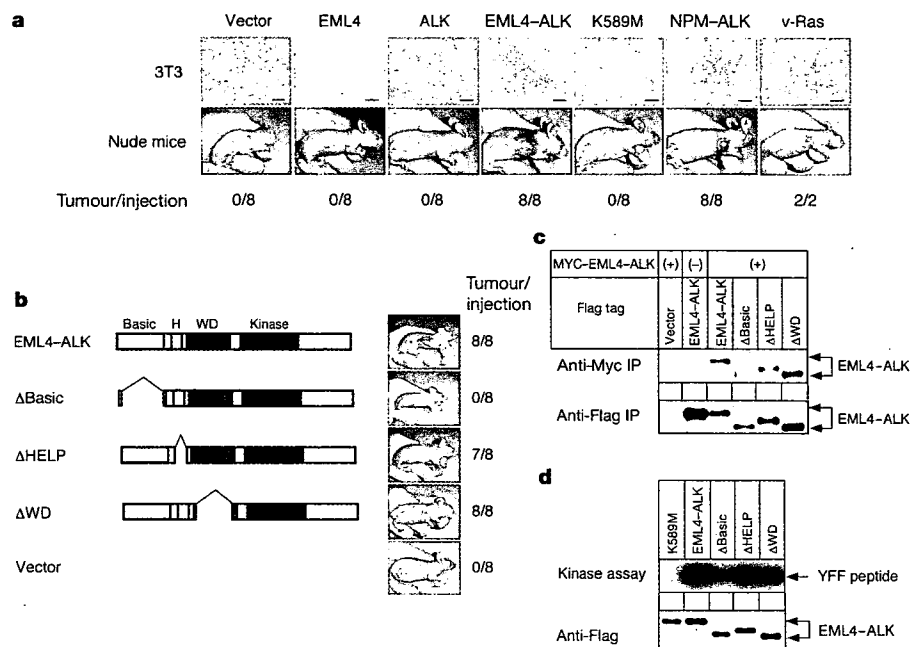 a
Vector EML4 ALK EML4–ALK K589M NPM–ALK v-Ras
3T3
Nude mice
Tumour/injection 0/8 0/8 0/8 8/8 0/8 8/8 2/2
b
Tumour/
injection
Basic H WD Kinase
EML4–ALK 8/8
ΔBasic 0/8
ΔHELP 7/8
ΔWD 8/8
Vector 0/8
c
MYC-EML4-ALK (+) (–) (+)
Flag tag Vector EML4–ALK EML4–ALK ΔBasic ΔHELP ΔWD
Anti-Myc IP EML4–ALK
Anti-Flag IP EML4–ALK
d
K589M EML4–ALK ΔBasic ΔHELP ΔWD
Kinase assay YFF peptide
Anti-Flag EML4–ALK